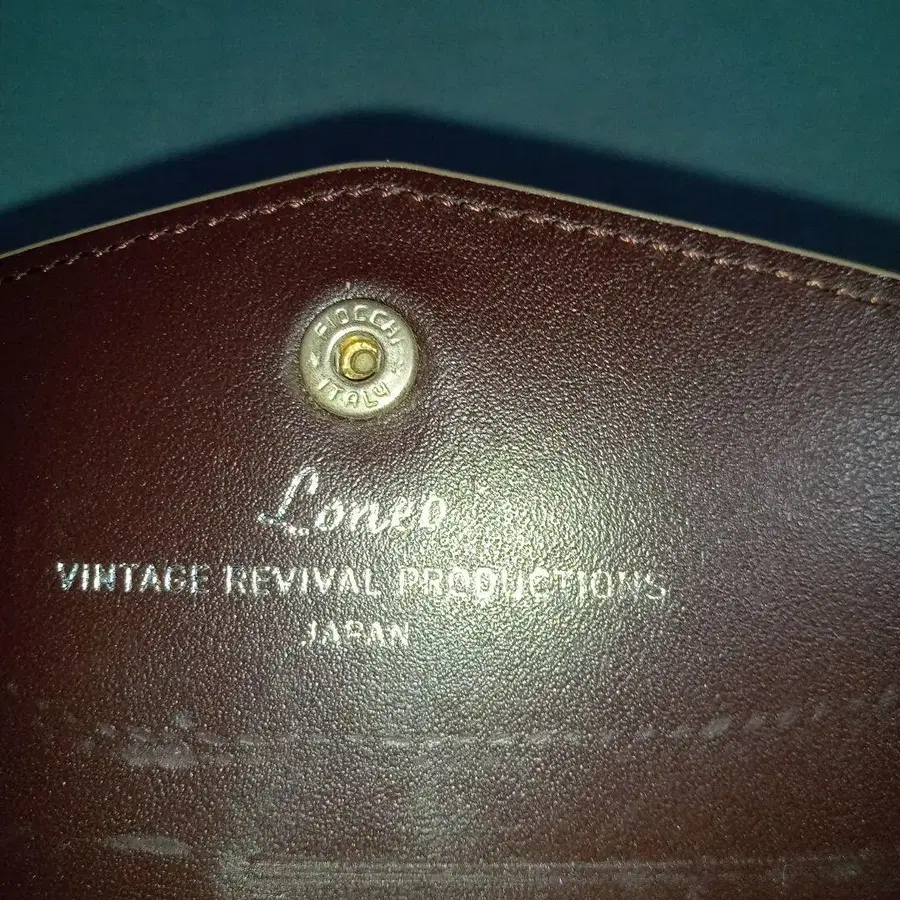 FIOCCHI
ITALY
Loneo
VINTAGE REVIVAL PRODUCTIONS
JAPAN